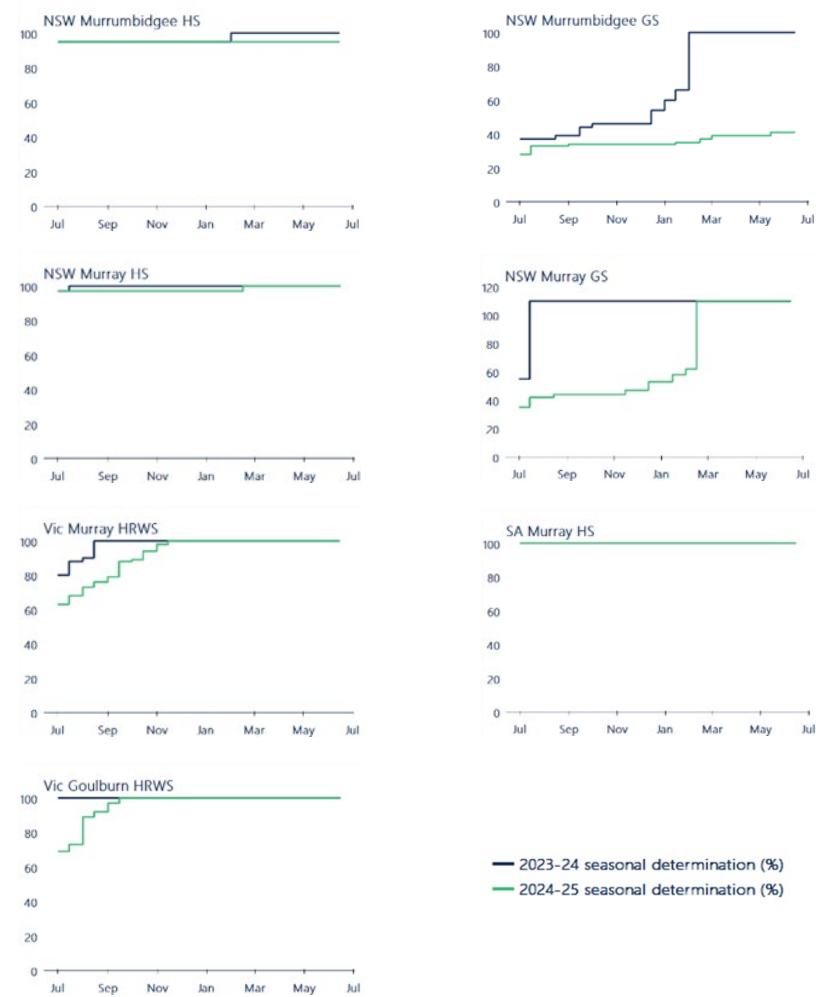 NSW Murrumbidgee HS
100
80
60
40
20
0
Jul Sep Nov Jan Mar May Jul
NSW Murrumbidgee GS
100
80
60
40
20
0
Jul Sep Nov Jan Mar May Jul
NSW Murray HS
100
80
60
40
20
0
Jul Sep Nov Jan Mar May Jul
NSW Murray GS
120
100
80
60
40
20
0
Jul Sep Nov Jan Mar May Jul
Vic Murray HRWS
100
80
60
40
20
0
Jul Sep Nov Jan Mar May Jul
SA Murray HS
100
80
60
40
20
0
Jul Sep Nov Jan Mar May Jul
Vic Goulburn HRWS
100
80
60
40
20
0
Jul Sep Nov Jan Mar May Jul
2023-24 seasonal determination (%)
2024-25 seasonal determination (%)